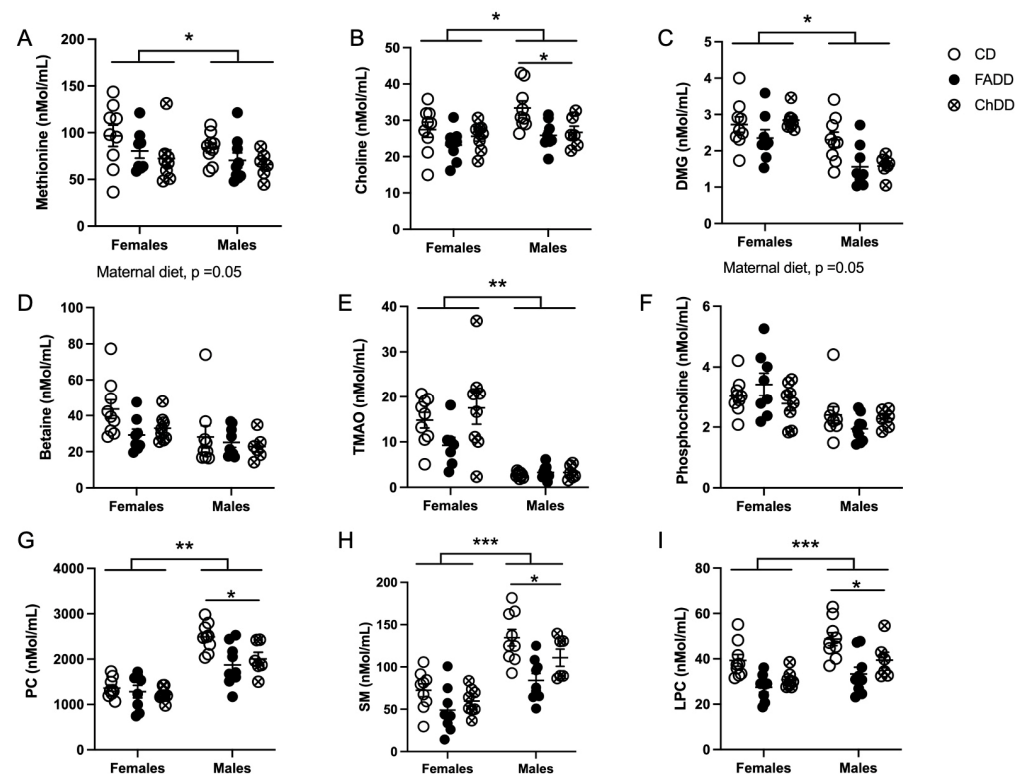 A
Methionine (nMol/mL)
200
150
100
50
0
*
Females
Males
Maternal diet, p =0.05
B
Choline (nMol/mL)
50
40
30
20
10
0
*
*
Females
Males
C
DMG (nMol/mL)
5
4
3
2
1
0
*
Females
Males
Maternal diet, p =0.05
CD
FADD
ChDD
D
Betaine (nMol/mL)
100
80
60
40
20
0
Females
Males
E
TMAO (nMol/mL)
40
30
20
10
0
**
Females
Males
F
Phosphocholine (nMol/mL)
6
4
2
0
Females
Males
G
PC (nMol/mL)
4000
3000
2000
1000
0
**
*
Females
Males
H
SM (nMol/mL)
200
150
100
50
0
***
*
Females
Males
I
LPC (nMol/mL)
80
60
40
20
0
***
*
Females
Males